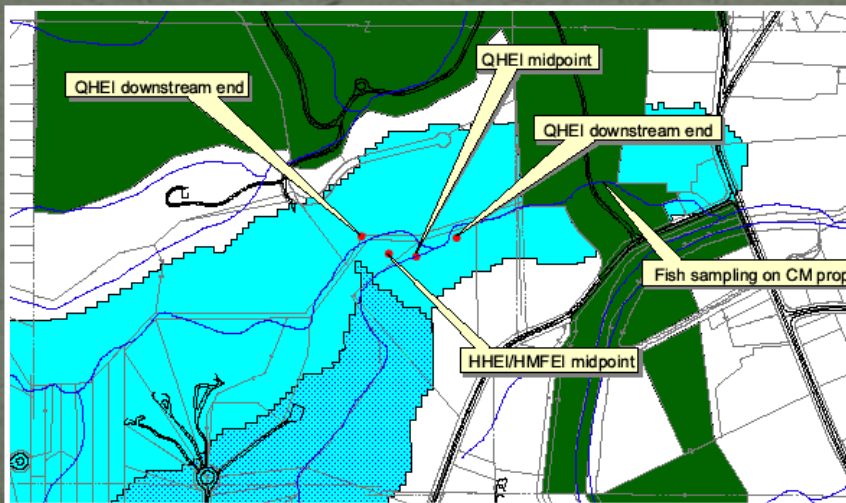 QHEI midpoint
QHEI downstream end
QHEI downstream end
Fish sampling on CM prop
HHEI/HMFEI midpoint